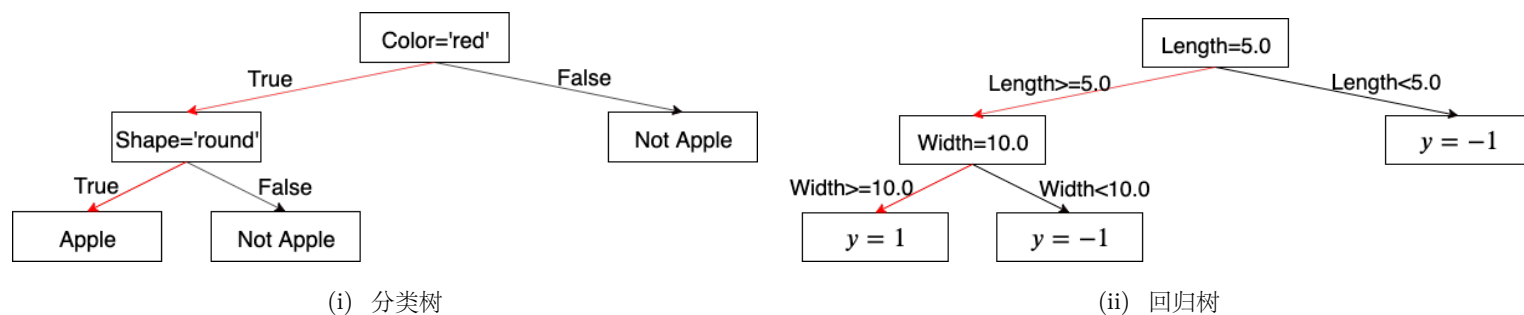 Color='red'
True
False
Shape='round'
Not Apple
True
False
Apple
Not Apple
(i) 分类树
Length=5.0
Length>=5.0
Length<5.0
Width=10.0
y = −1
Width>=10.0
Width<10.0
y = 1
y = −1
(ii) 回归树